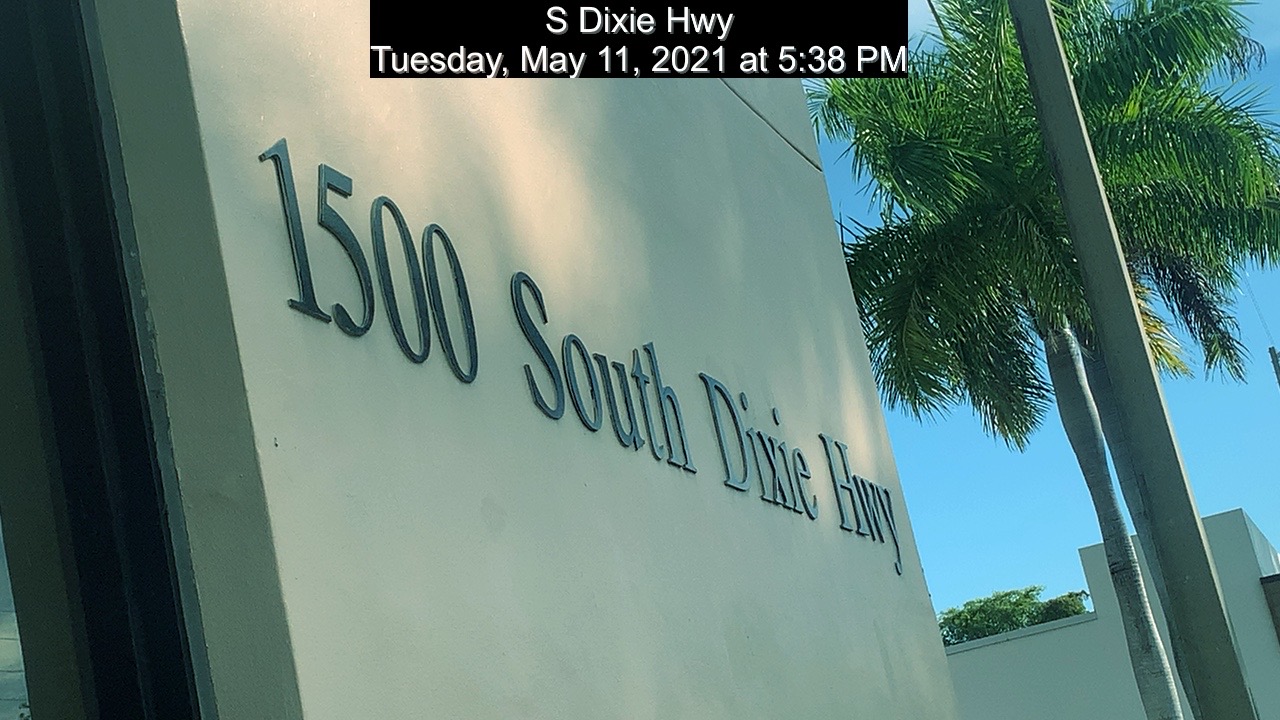 S Dixie Hwy
Tuesday, May 11, 2021 at 5:38 PM
1500 South Dixie Hwy